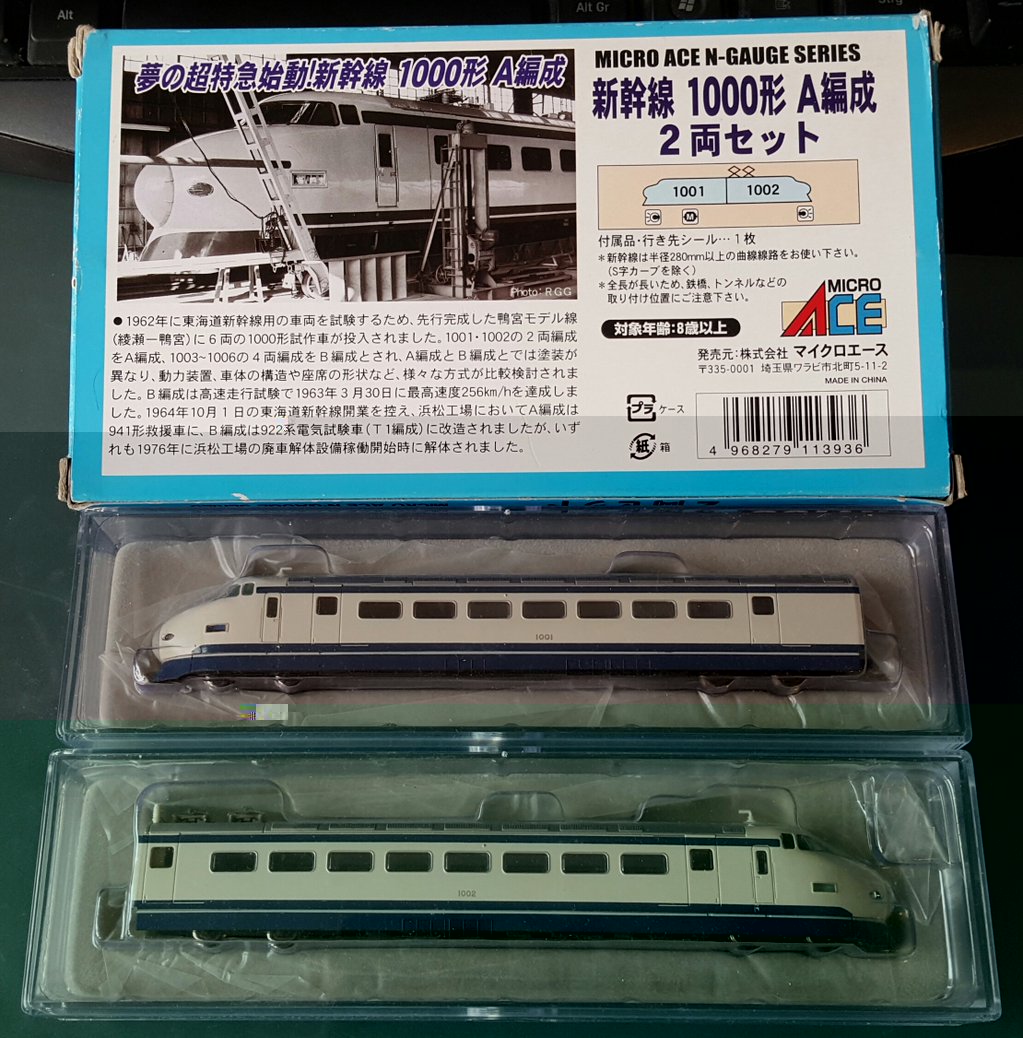 Alt
Alt Gr
夢の超特急始動!新幹線 1000形 A編成
Photo: RGG
●1962年に東海道新幹線用の車両を試験するため、先行完成した鴨宮モデル線
(綾瀬ー鴨宮)に6両の1000形試作車が投入されました。1001・1002の2両編成
をA編成、1003~1006の4両編成をB編成とされ、A編成とB編成とでは塗装が
異なり、動力装置、車体の構造や座席の形状など、様々な方式が比較検討されま
した。B編成は高速走行試験で1963年3月30日に最高速度256km/hを達成しま
した。1964年10月1日の東海道新幹線開業を控え、浜松工場においてA編成は
941形救援車に、B編成は922系電気試験車(T1編成)に改造されましたが、いず
れも1976年に浜松工場の廃車解体設備稼働開始時に解体されました。
MICRO ACE N-GAUGE SERIES
新幹線 1000形 A編成
2両セット
1001 1002
C M
付属品・行き先シール…1枚
*新幹線は半径280mm以上の曲線線路をお使い下さい。
(S字カーブを除く)
*全長が長いため、鉄橋、トンネルなどの
取り付け位置にご注意下さい。
対象年齢:8歳以上
MICRO
ACE
発売元:株式会社 マイクロエース
〒335-0001 埼玉県ワラビ市北町5-11-2
MADE IN CHINA
プラ ケース
紙 箱
4 968279 113936
1001
1002